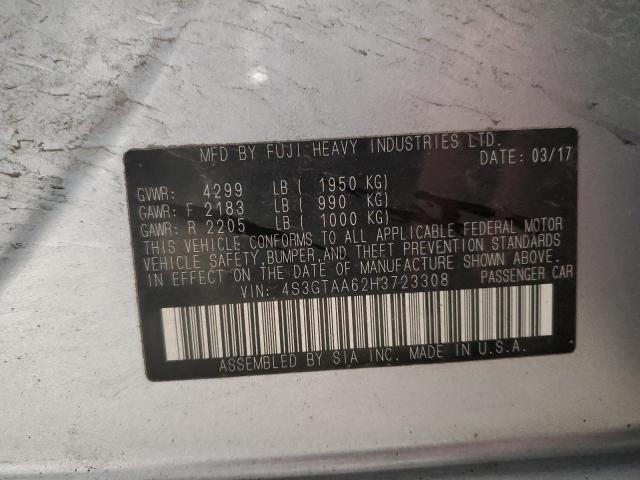 MFD BY FUJI HEAVY INDUSTRIES LTD.
DATE: 03/17
GVWR: 4299 LB ( 1950 KG)
GAWR: F 2183 LB ( 990 KG)
GAWR: R 2205 LB ( 1000 KG)
THIS VEHICLE CONFORMS TO ALL APPLICABLE FEDERAL MOTOR
VEHICLE SAFETY, BUMPER, AND THEFT PREVENTION STANDARDS
IN EFFECT ON THE DATE OF MANUFACTURE SHOWN ABOVE.
VIN: 4S3GTAA62H3723308 PASSENGER CAR
ASSEMBLED BY SIA INC. MADE IN U.S.A.